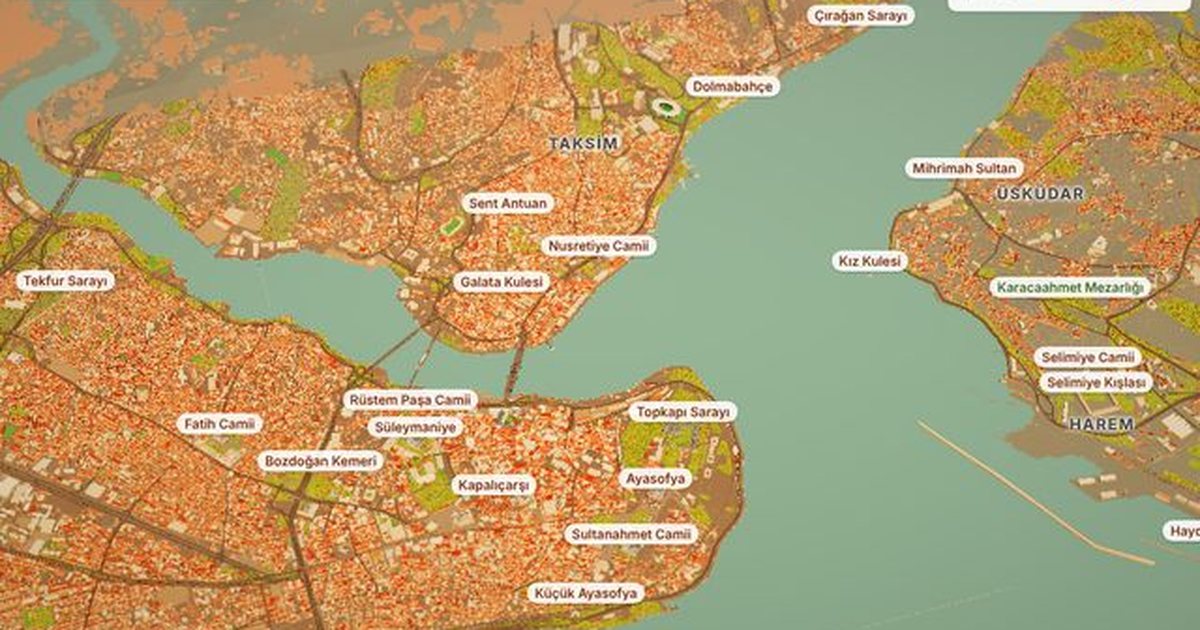 Çırağan Sarayı
Dolmabahçe
TAKSİM
Mihrimah Sultan
ÜSKÜDAR
Sent Antuan
Nusretiye Camii
Kız Kulesi
Tekfur Sarayı
Galata Kulesi
Karacaahmet Mezarlığı
Selimiye Camii
Selimiye Kışlası
Rüstem Paşa Camii
Topkapı Sarayı
Fatih Camii
Süleymaniye
HAREM
Bozdoğan Kemeri
Kapalıçarşı
Ayasofya
Sultanahmet Camii
Hayd
Küçük Ayasofya